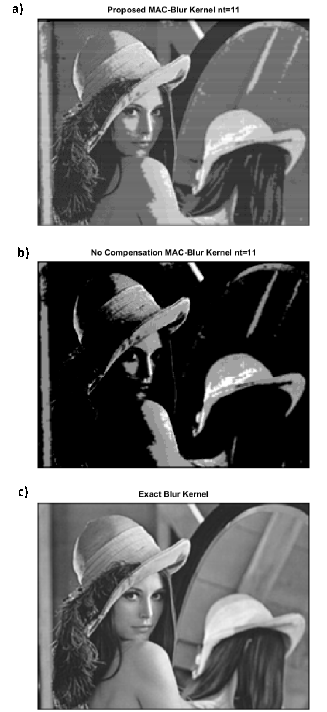 a)
Proposed MAC-Blur Kernel nt=11
b)
No Compensation MAC-Blur Kernel nt=11
c)
Exact Blur Kernel